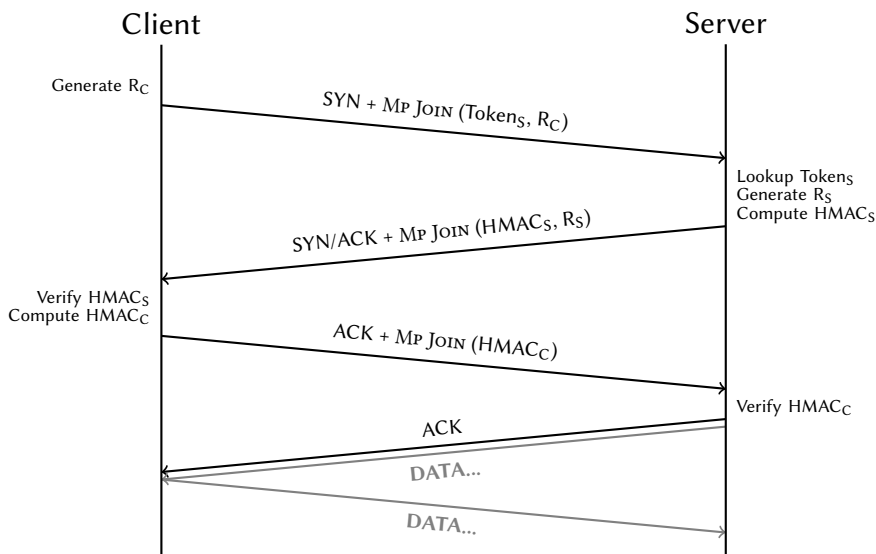 Client
Server
Generate R_C
SYN + MP JOIN (Token_S, R_C)
Lookup Token_S
Generate R_S
Compute HMAC_S
SYN/ACK + MP JOIN (HMAC_S, R_S)
Verify HMAC_S
Compute HMAC_C
ACK + MP JOIN (HMAC_C)
Verify HMAC_C
ACK
DATA...
DATA...